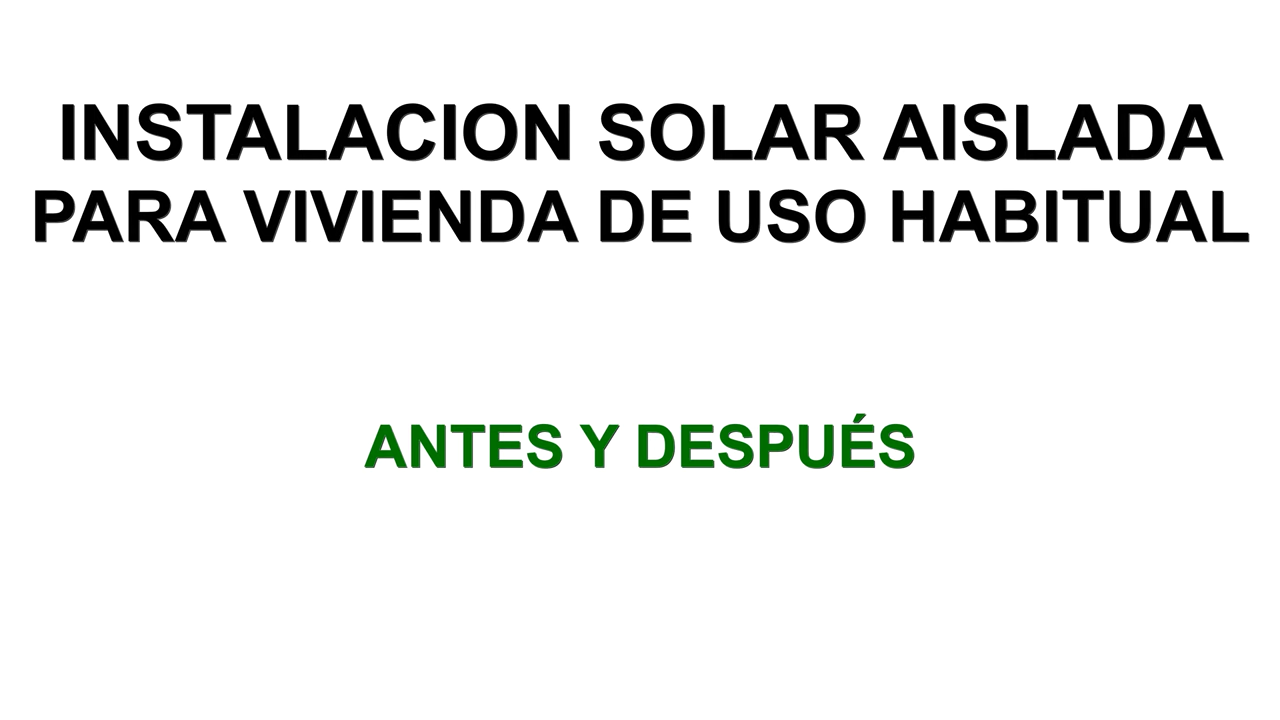 INSTALACION SOLAR AISLADA
PARA VIVIENDA DE USO HABITUAL
ANTES Y DESPUÉS